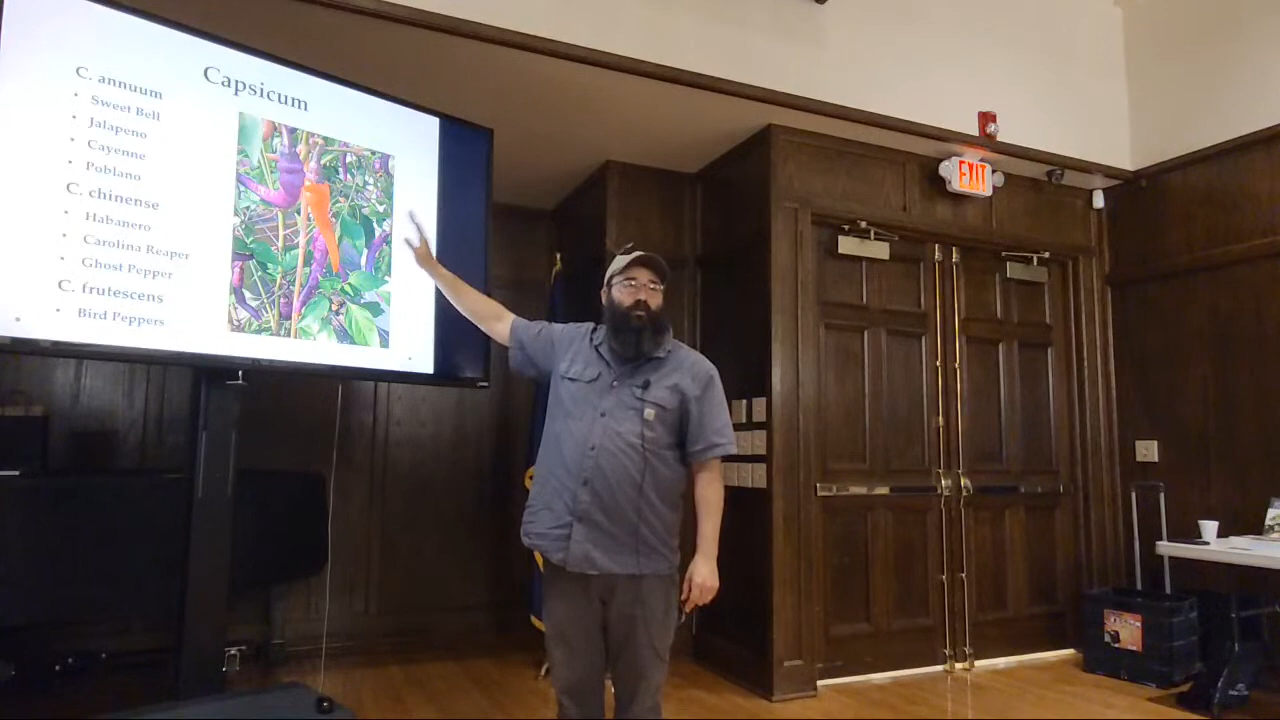 Capsicum
C. annuum
• Sweet Bell
• Jalapeno
• Cayenne
• Poblano
C. chinense
• Habanero
• Carolina Reaper
• Ghost Pepper
C. frutescens
• Bird Peppers
EXIT